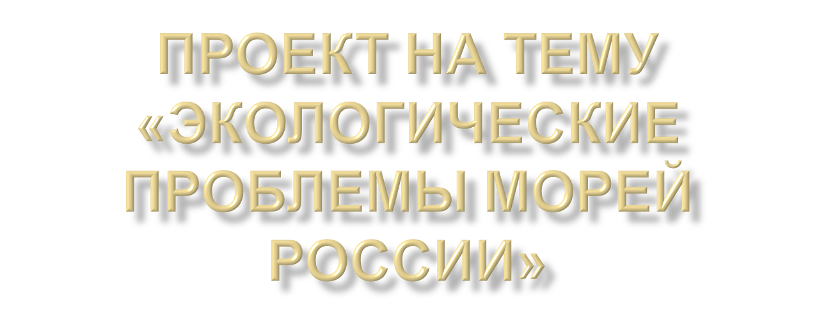 ПРОЕКТ НА ТЕМУ
«ЭКОЛОГИЧЕСКИЕ
ПРОБЛЕМЫ МОРЕЙ
РОССИИ»